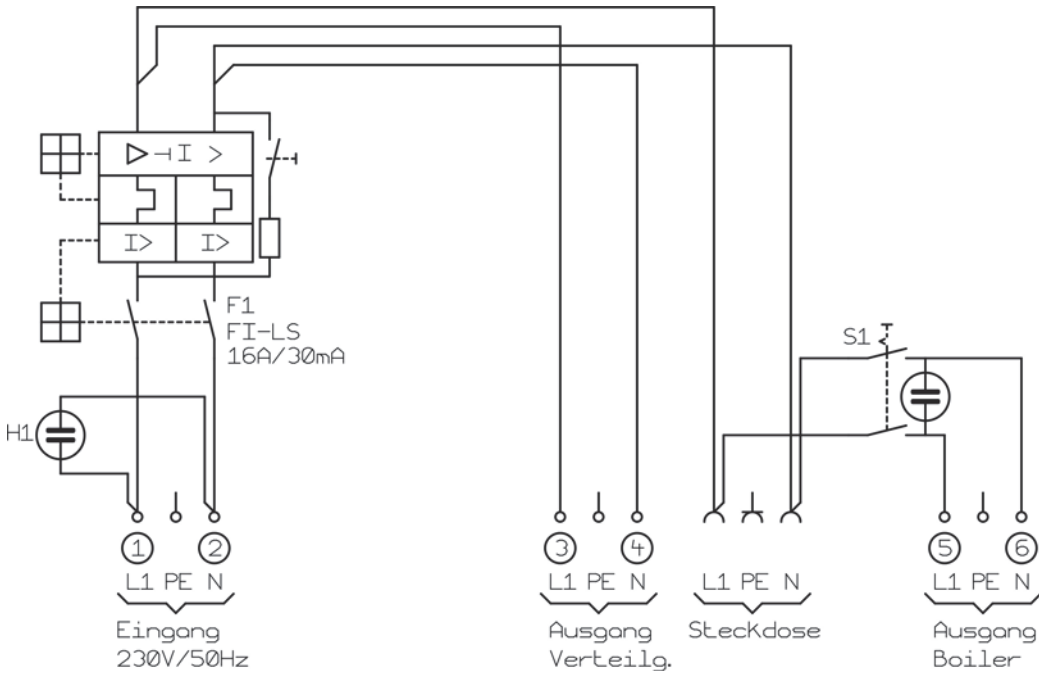 I >
I>
I>
F1
FI-LS
16A/30mA
S1
H1
1
2
3
4
5
6
L1 PE N
L1 PE N
L1 PE N
L1 PE N
Eingang
230V/50Hz
Ausgang
Verteilg.
Steckdose
Ausgang
Boiler